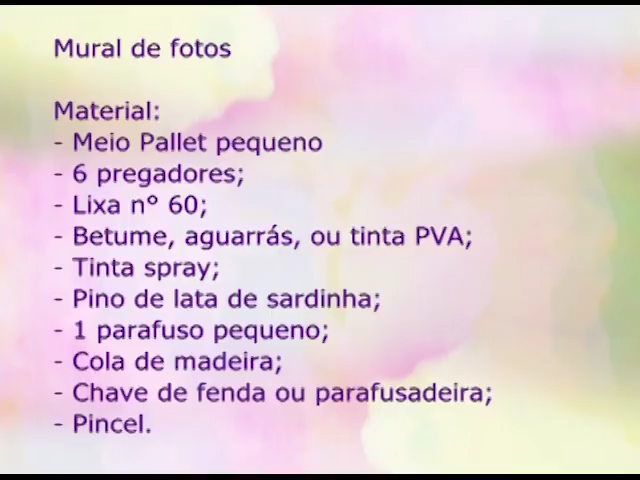 Mural de fotos
Material:
- Meio Pallet pequeno
- 6 pregadores;
- Lixa n° 60;
- Betume, aguarrás, ou tinta PVA;
- Tinta spray;
- Pino de lata de sardinha;
- 1 parafuso pequeno;
- Cola de madeira;
- Chave de fenda ou parafusadeira;
- Pincel.